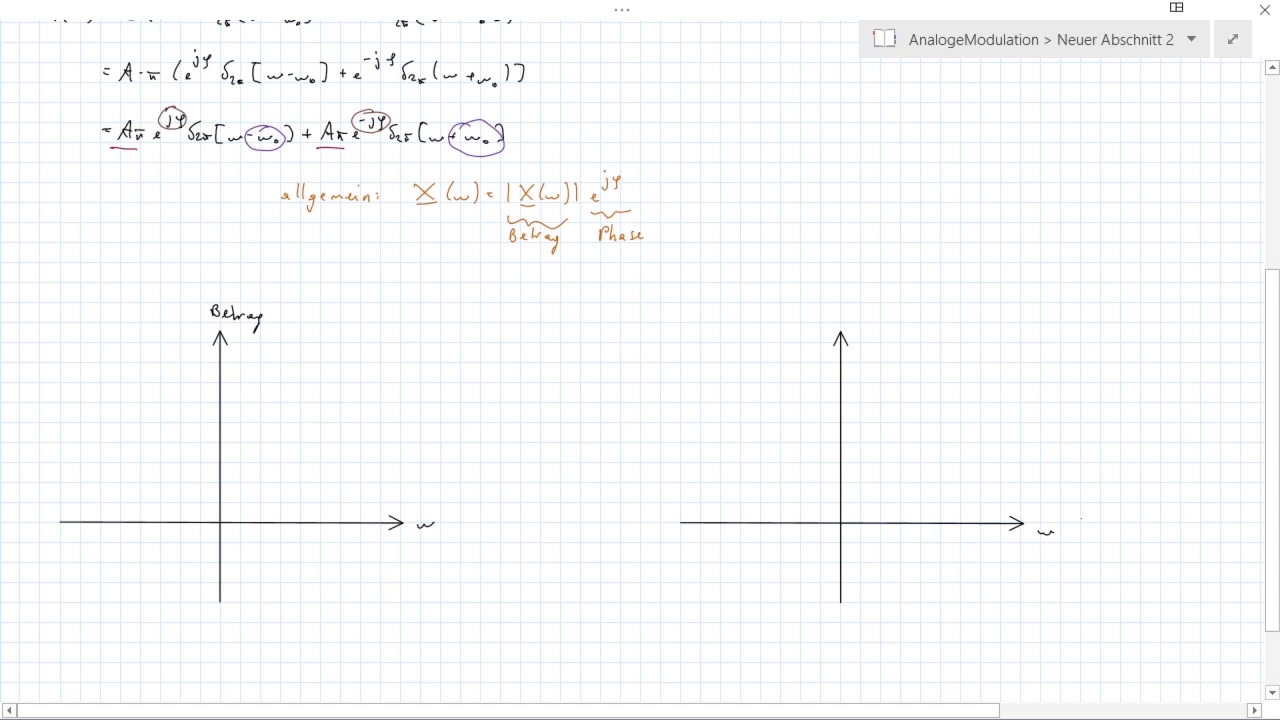 AnalogeModulation > Neuer Abschnitt 2
= A·π (e^{jφ} δ_{2π}[ω-ω₀] + e^{-jφ} δ_{2π}(ω+ω₀)]
= Aπ e^{jφ} δ_{2π}[ω-ω₀) + Aπ e^{-jφ} δ_{2π}[ω+ω₀]
allgemein: X(ω) = |X(ω)| e^{jφ}
Betrag Phase
Betrag
ω
ω